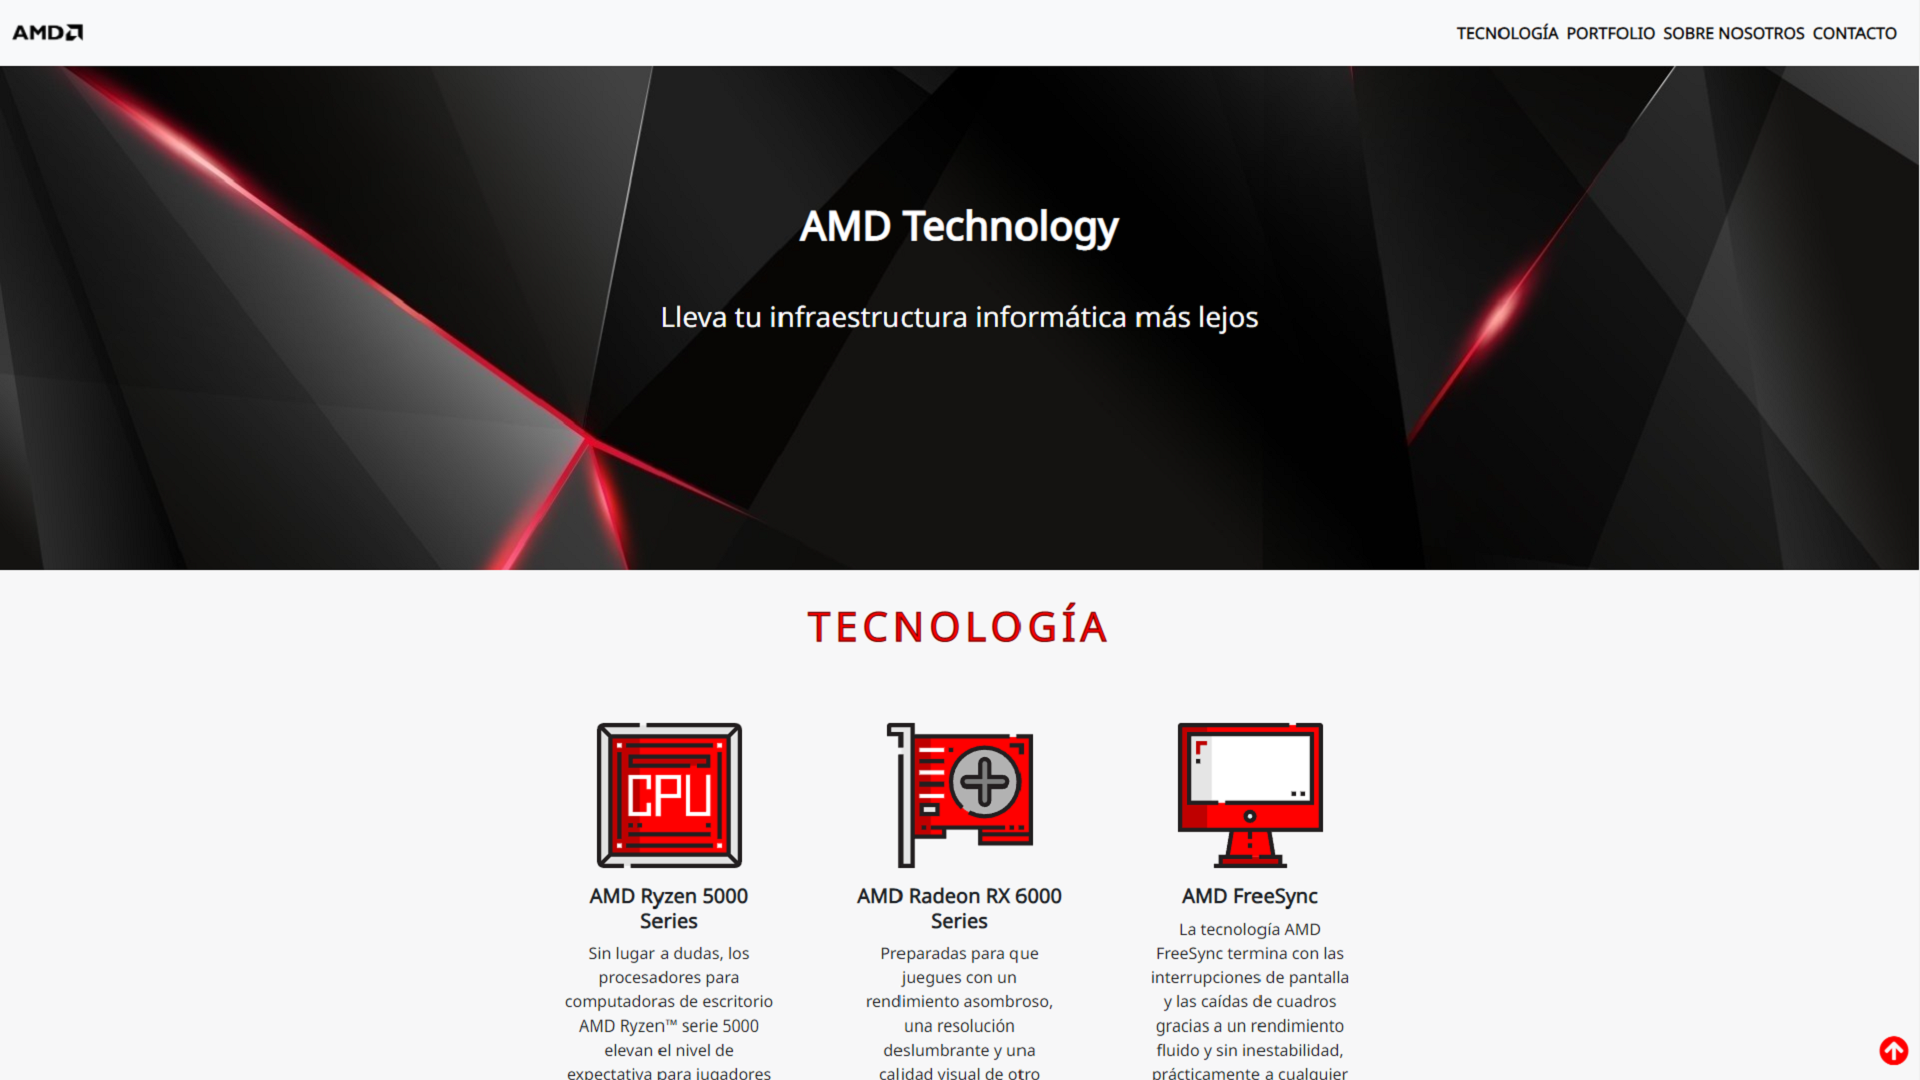 AMD
TECNOLOGÍA PORTFOLIO SOBRE NOSOTROS CONTACTO
AMD Technology
Lleva tu infraestructura informática más lejos
TECNOLOGÍA
CPU
AMD Ryzen 5000
Series
Sin lugar a dudas, los
procesadores para
computadoras de escritorio
AMD Ryzen™ serie 5000
elevan el nivel de
expectativa para jugadores
AMD Radeon RX 6000
Series
Preparadas para que
juegues con un
rendimiento asombroso,
una resolución
deslumbrante y una
calidad visual de otro
AMD FreeSync
La tecnología AMD
FreeSync termina con las
interrupciones de pantalla
y las caídas de cuadros
gracias a un rendimiento
fluido y sin inestabilidad,
prácticamente a cualquier